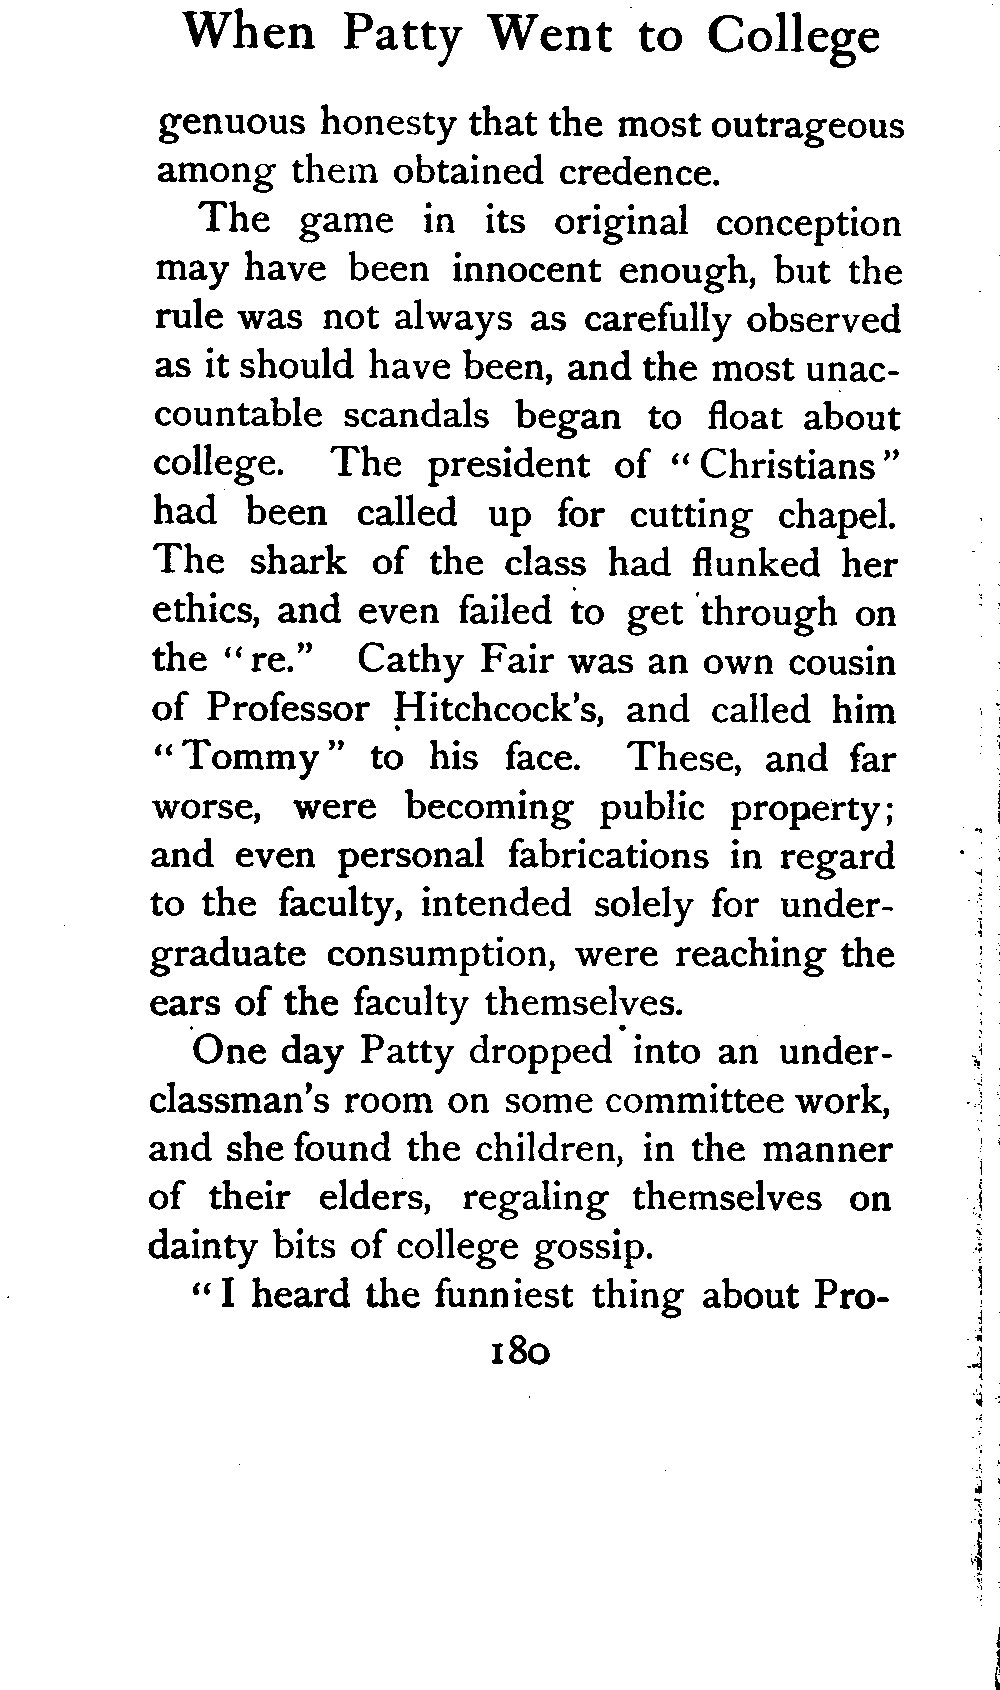 When Patty Went to College
genuous honesty that the most outrageous
among them obtained credence.
The game in its original conception
may have been innocent enough, but the
rule was not always as carefully observed
as it should have been, and the most unac-
countable scandals began to float about
college. The president of "Christians"
had been called up for cutting chapel.
The shark of the class had flunked her
ethics, and even failed to get through on
the "re." Cathy Fair was an own cousin
of Professor Hitchcock's, and called him
"Tommy" to his face. These, and far
worse, were becoming public property;
and even personal fabrications in regard
to the faculty, intended solely for under-
graduate consumption, were reaching the
ears of the faculty themselves.
One day Patty dropped into an under-
classman's room on some committee work,
and she found the children, in the manner
of their elders, regaling themselves on
dainty bits of college gossip.
"I heard the funniest thing about Pro-
180